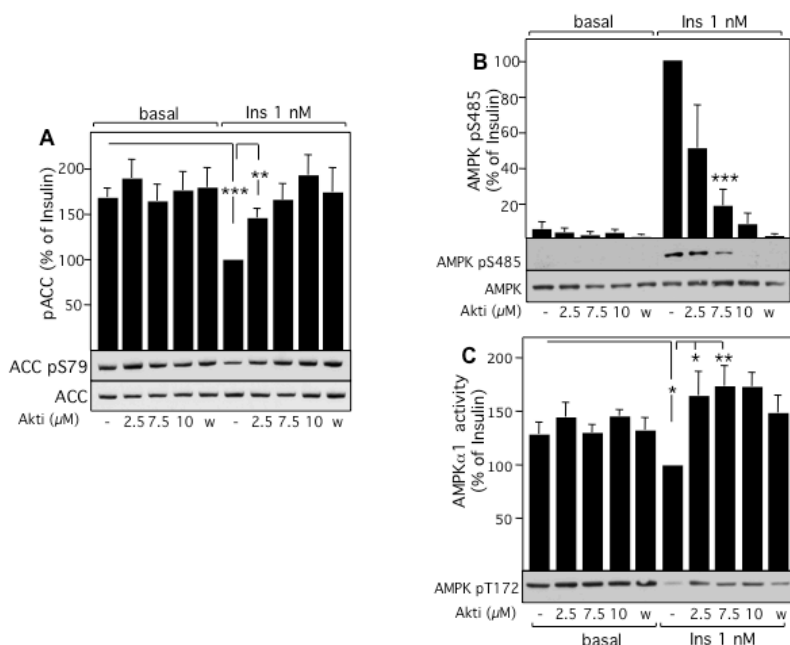 A
basal
Ins 1 nM
pACC (% of Insulin)
200
150
100
50
***
**
ACC pS79
ACC
Akti (µM)
- 2.5 7.5 10 w - 2.5 7.5 10 w
B
basal
Ins 1 nM
AMPK pS485
(% of Insulin)
100
80
60
40
20
***
AMPK pS485
AMPK
Akti (µM)
- 2.5 7.5 10 w - 2.5 7.5 10 w
C
AMPKα1 activity
(% of Insulin)
200
150
100
50
*
*
**
AMPK pT172
Akti (µM)
- 2.5 7.5 10 w - 2.5 7.5 10 w
basal
Ins 1 nM